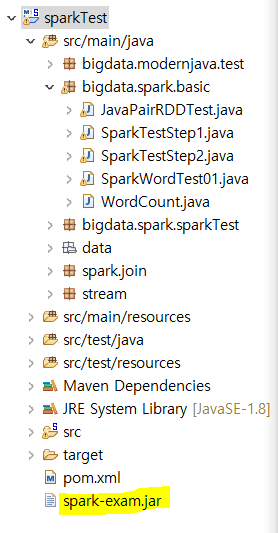 sparkTest
src/main/java
bigdata.modernjava.test
bigdata.spark.basic
JavaPairRDDTest.java
SparkTestStep1.java
SparkTestStep2.java
SparkWordTest01.java
WordCount.java
bigdata.spark.sparkTest
data
spark.join
stream
src/main/resources
src/test/java
src/test/resources
Maven Dependencies
JRE System Library [JavaSE-1.8]
src
target
pom.xml
spark-exam.jar